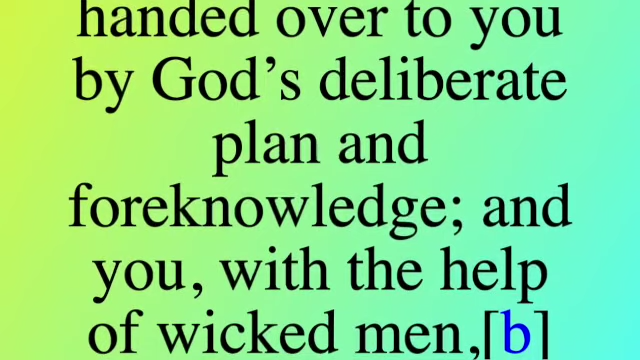 handed over to you
by God’s deliberate
plan and
foreknowledge; and
you, with the help
of wicked men,[b]